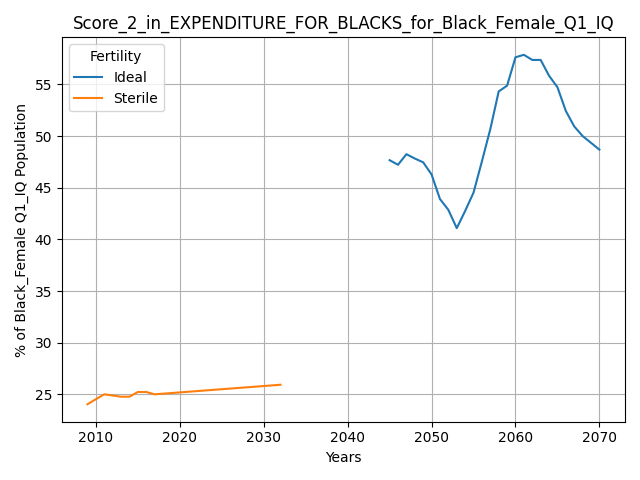 Score_2_in_EXPENDITURE_FOR_BLACKS_for_Black_Female_Q1_IQ
Fertility
Ideal
Sterile
% of Black_Female Q1_IQ Population
55
50
45
40
35
30
25
2010 2020 2030 2040 2050 2060 2070
Years